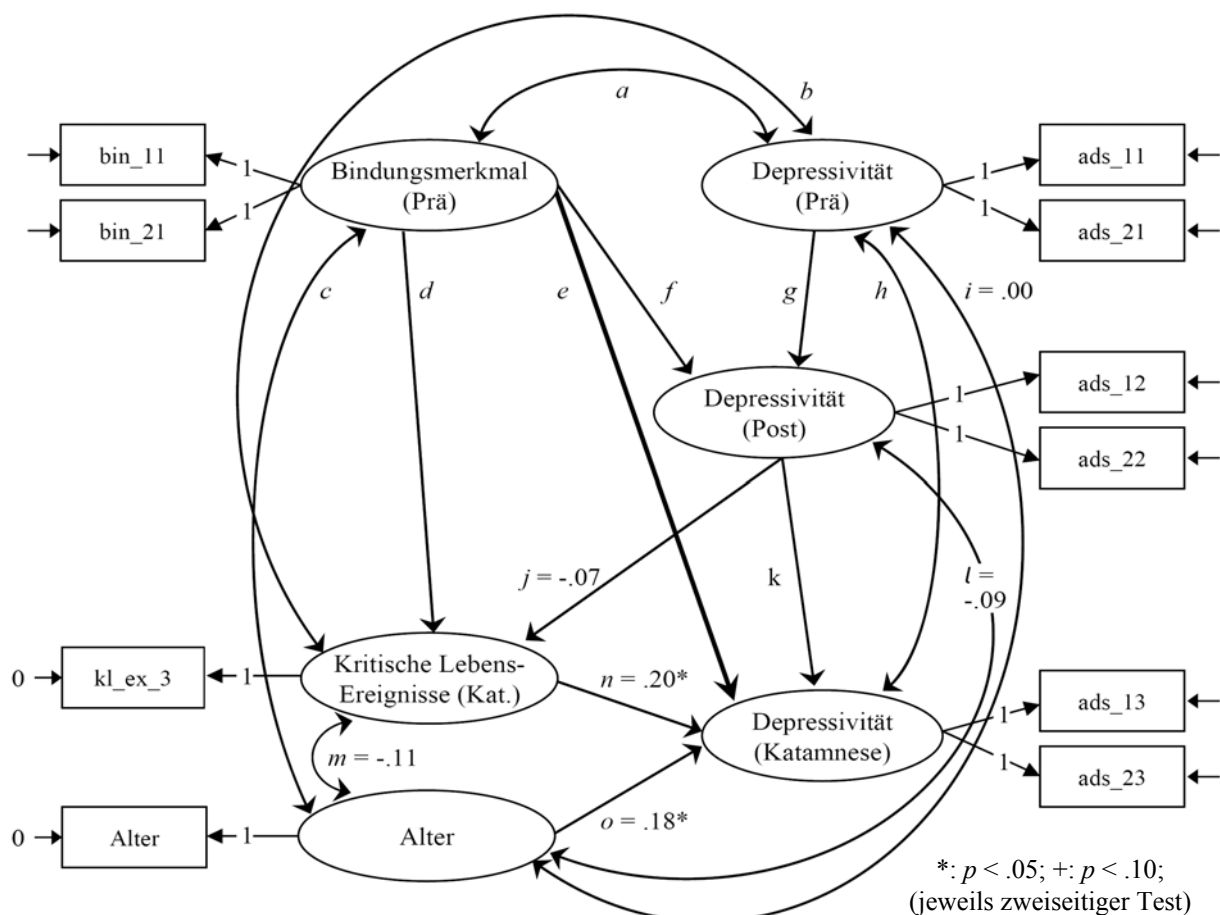 b
a
bin_11
1
Bindungsmerkmal
(Prä)
Depressivität
(Prä)
1
ads_11
bin_21
1
1
ads_21
c
d
e
f
g
h
i = .00
Depressivität
(Post)
1
ads_12
1
ads_22
j = -.07
k
l =
-.09
0
kl_ex_3
1
Kritische Lebens-
Ereignisse (Kat.)
n = .20*
Depressivität
(Katamnese)
1
ads_13
1
ads_23
m = -.11
0
Alter
1
Alter
o = .18*
*: p < .05; +: p < .10;
(jeweils zweiseitiger Test)